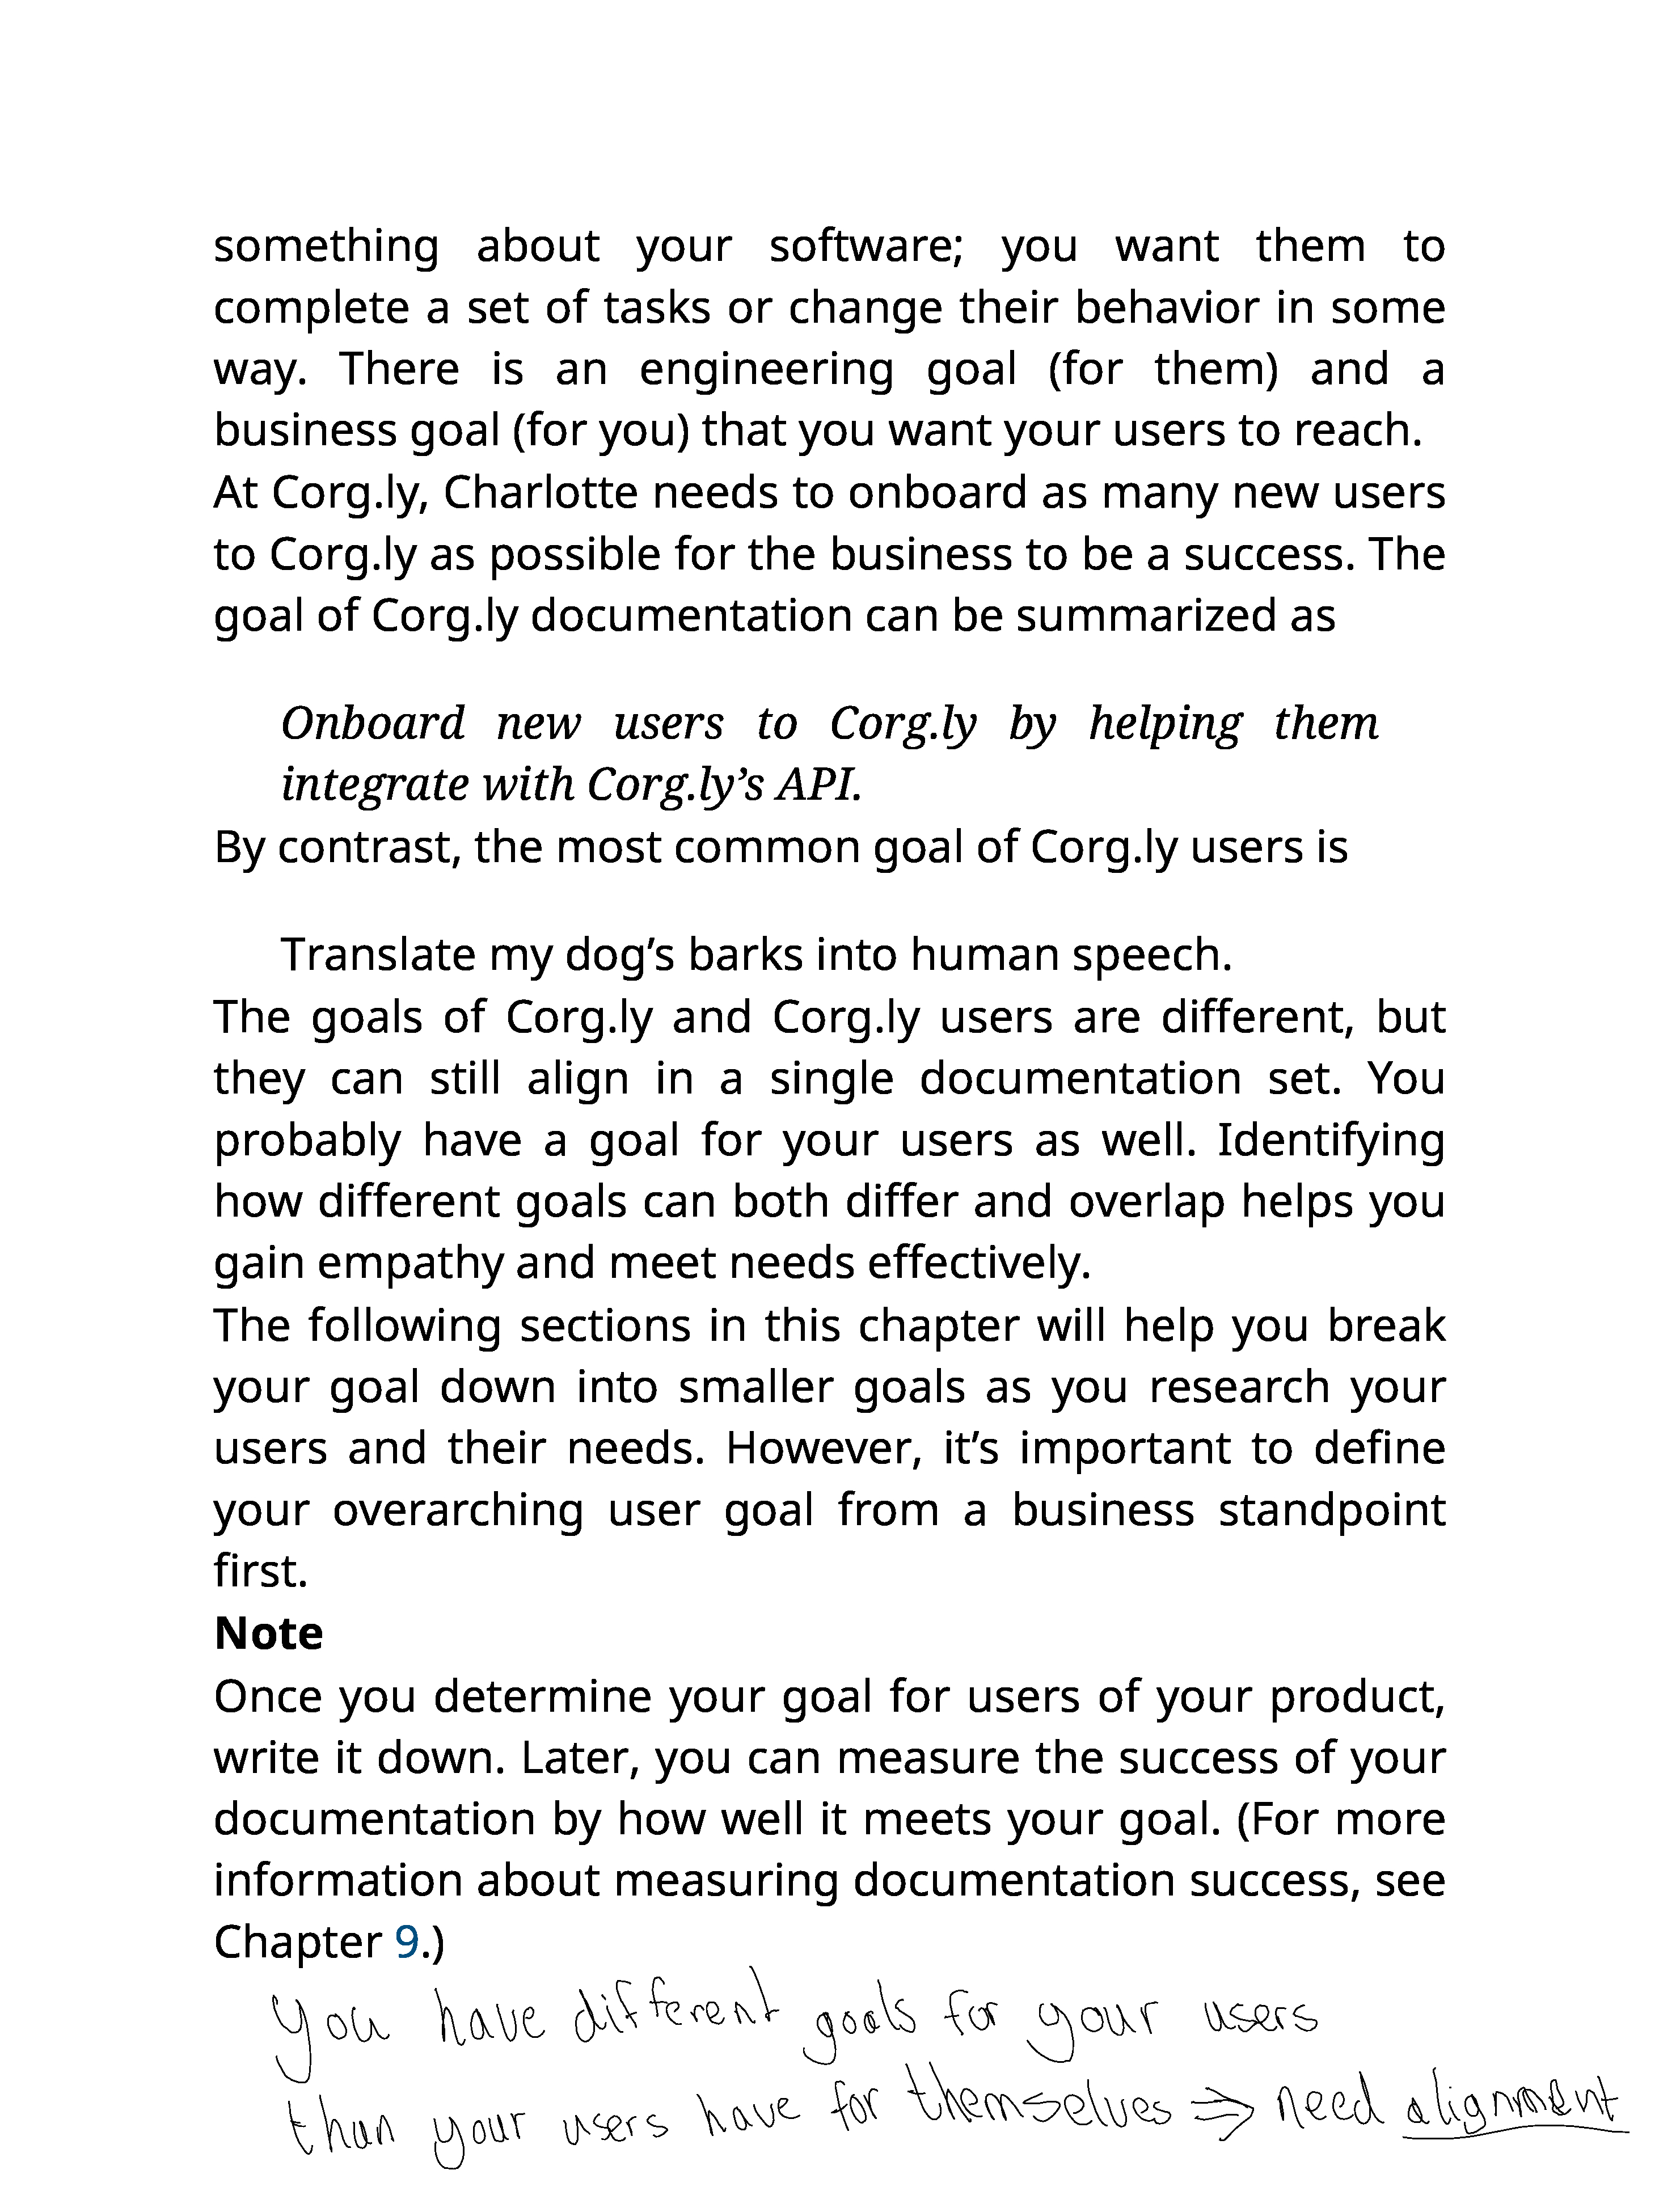 something about your software; you want them to
complete a set of tasks or change their behavior in some
way. There is an engineering goal (for them) and a
business goal (for you) that you want your users to reach.
At Corg.ly, Charlotte needs to onboard as many new users
to Corg.ly as possible for the business to be a success. The
goal of Corg.ly documentation can be summarized as
Onboard new users to Corg.ly by helping them
integrate with Corg.ly’s API.
By contrast, the most common goal of Corg.ly users is
Translate my dog’s barks into human speech.
The goals of Corg.ly and Corg.ly users are different, but
they can still align in a single documentation set. You
probably have a goal for your users as well. Identifying
how different goals can both differ and overlap helps you
gain empathy and meet needs effectively.
The following sections in this chapter will help you break
your goal down into smaller goals as you research your
users and their needs. However, it’s important to define
your overarching user goal from a business standpoint
first.
Note
Once you determine your goal for users of your product,
write it down. Later, you can measure the success of your
documentation by how well it meets your goal. (For more
information about measuring documentation success, see
Chapter 9.)
You have different goals for your users
than your users have for themselves ⇒ need alignment